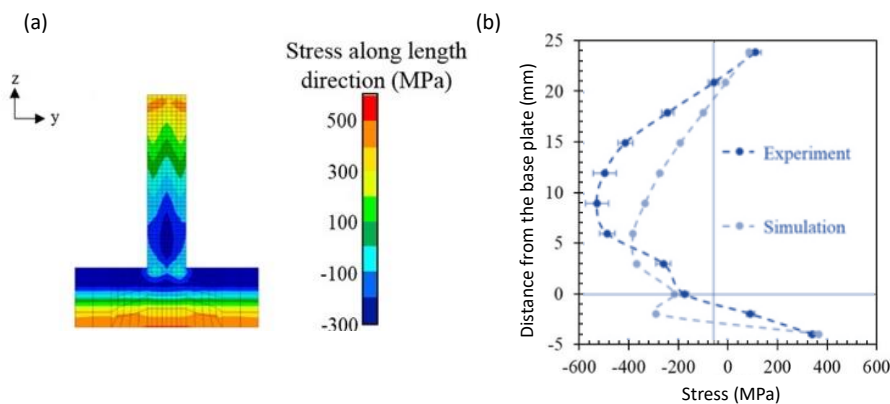 (a)
Stress along length
direction (MPa)
z
y
500
300
100
-100
-300
(b)
Distance from the base plate (mm)
25
20
15
10
5
0
-5
Experiment
Simulation
-600 -400 -200 0 200 400 600
Stress (MPa)